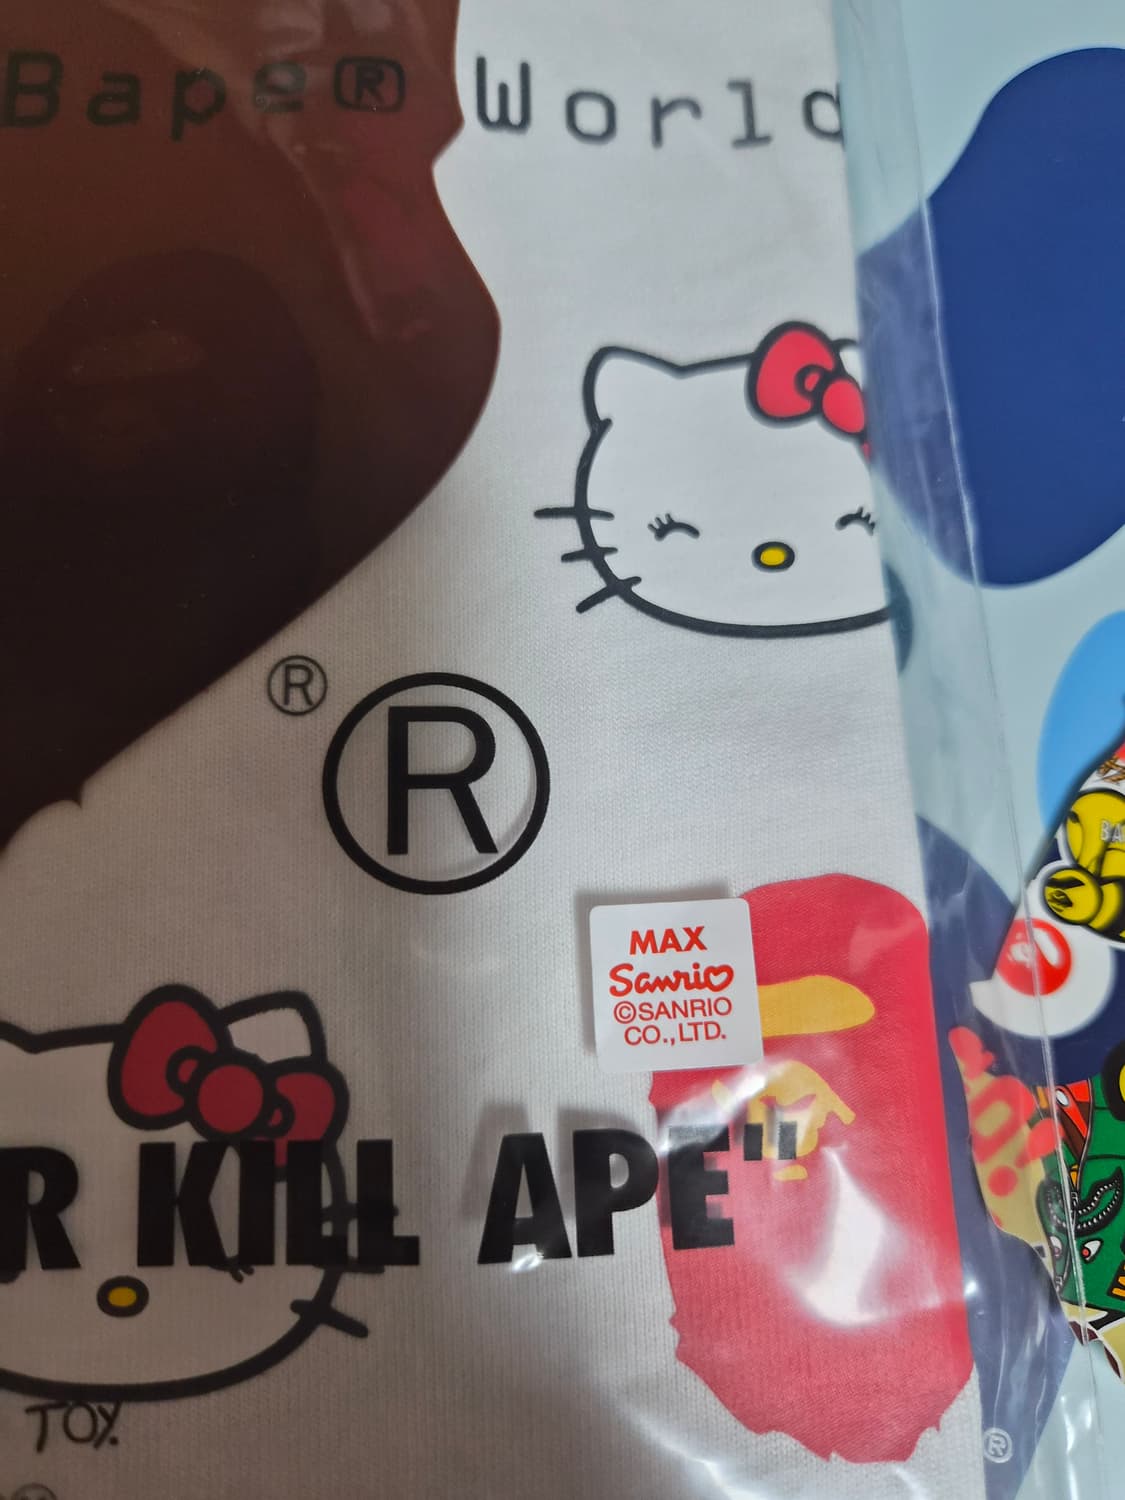 Bape® World
®
®
MAX
Sanrio
©SANRIO
CO., LTD.
R KILL APE"
TOY.
®